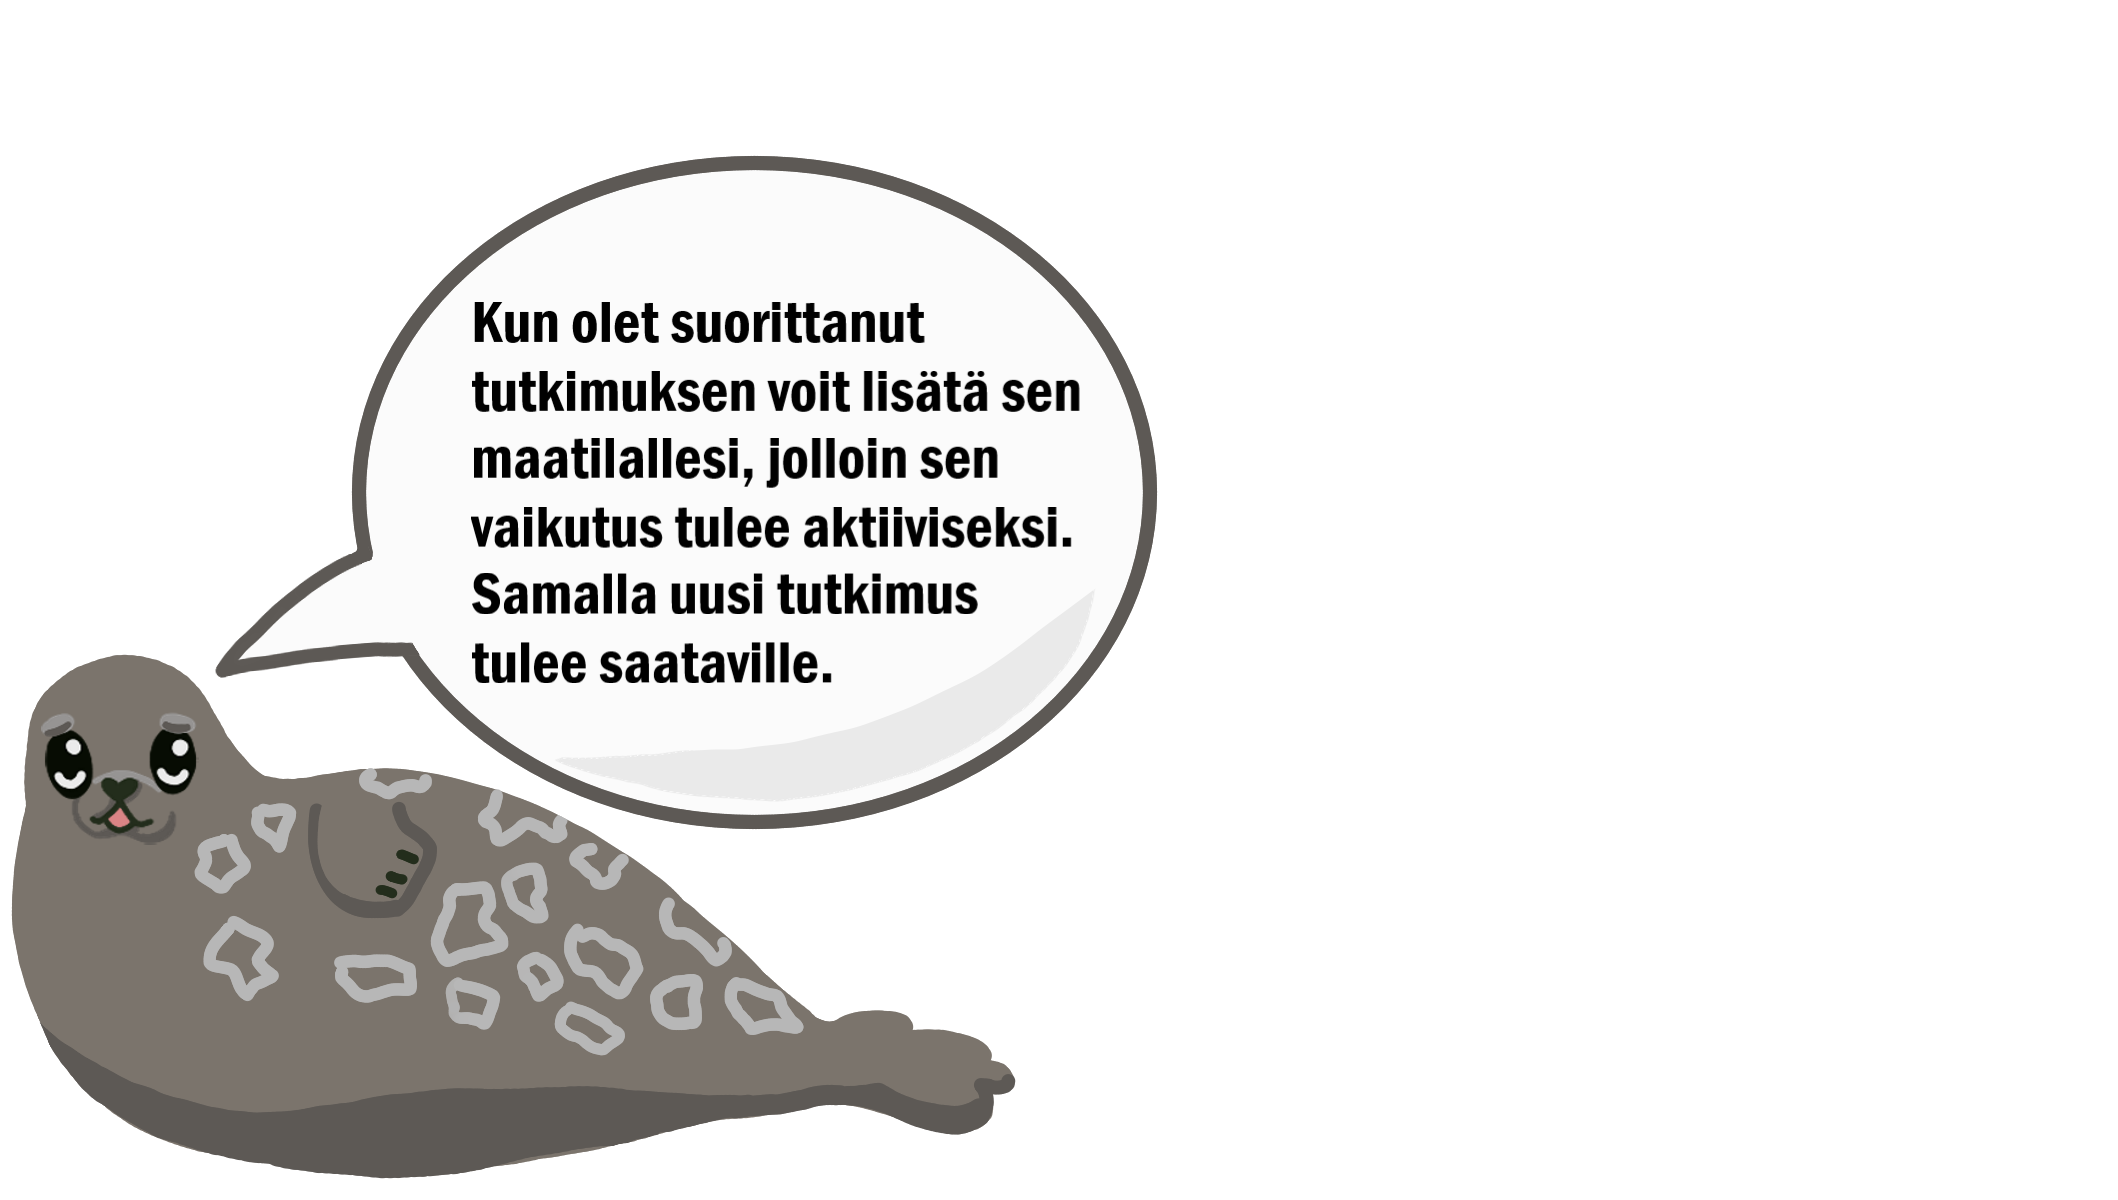 Kun olet suorittanut
tutkimuksen voit lisätä sen
maatilallesi, jolloin sen
vaikutus tulee aktiiviseksi.
Samalla uusi tutkimus
tulee saataville.